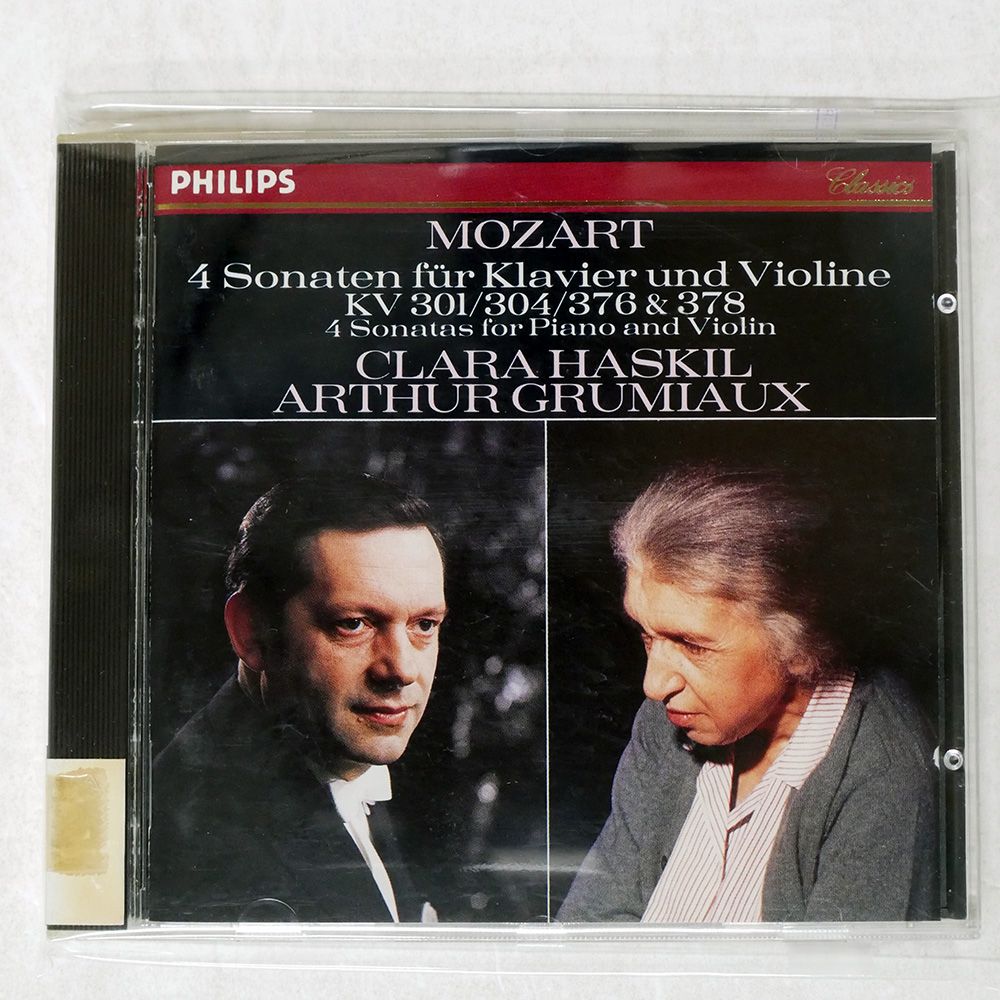 PHILIPS
Classics
MOZART
4 Sonaten für Klavier und Violine
KV 301/304/376 & 378
4 Sonatas for Piano and Violin
CLARA HASKIL
ARTHUR GRUMIAUX